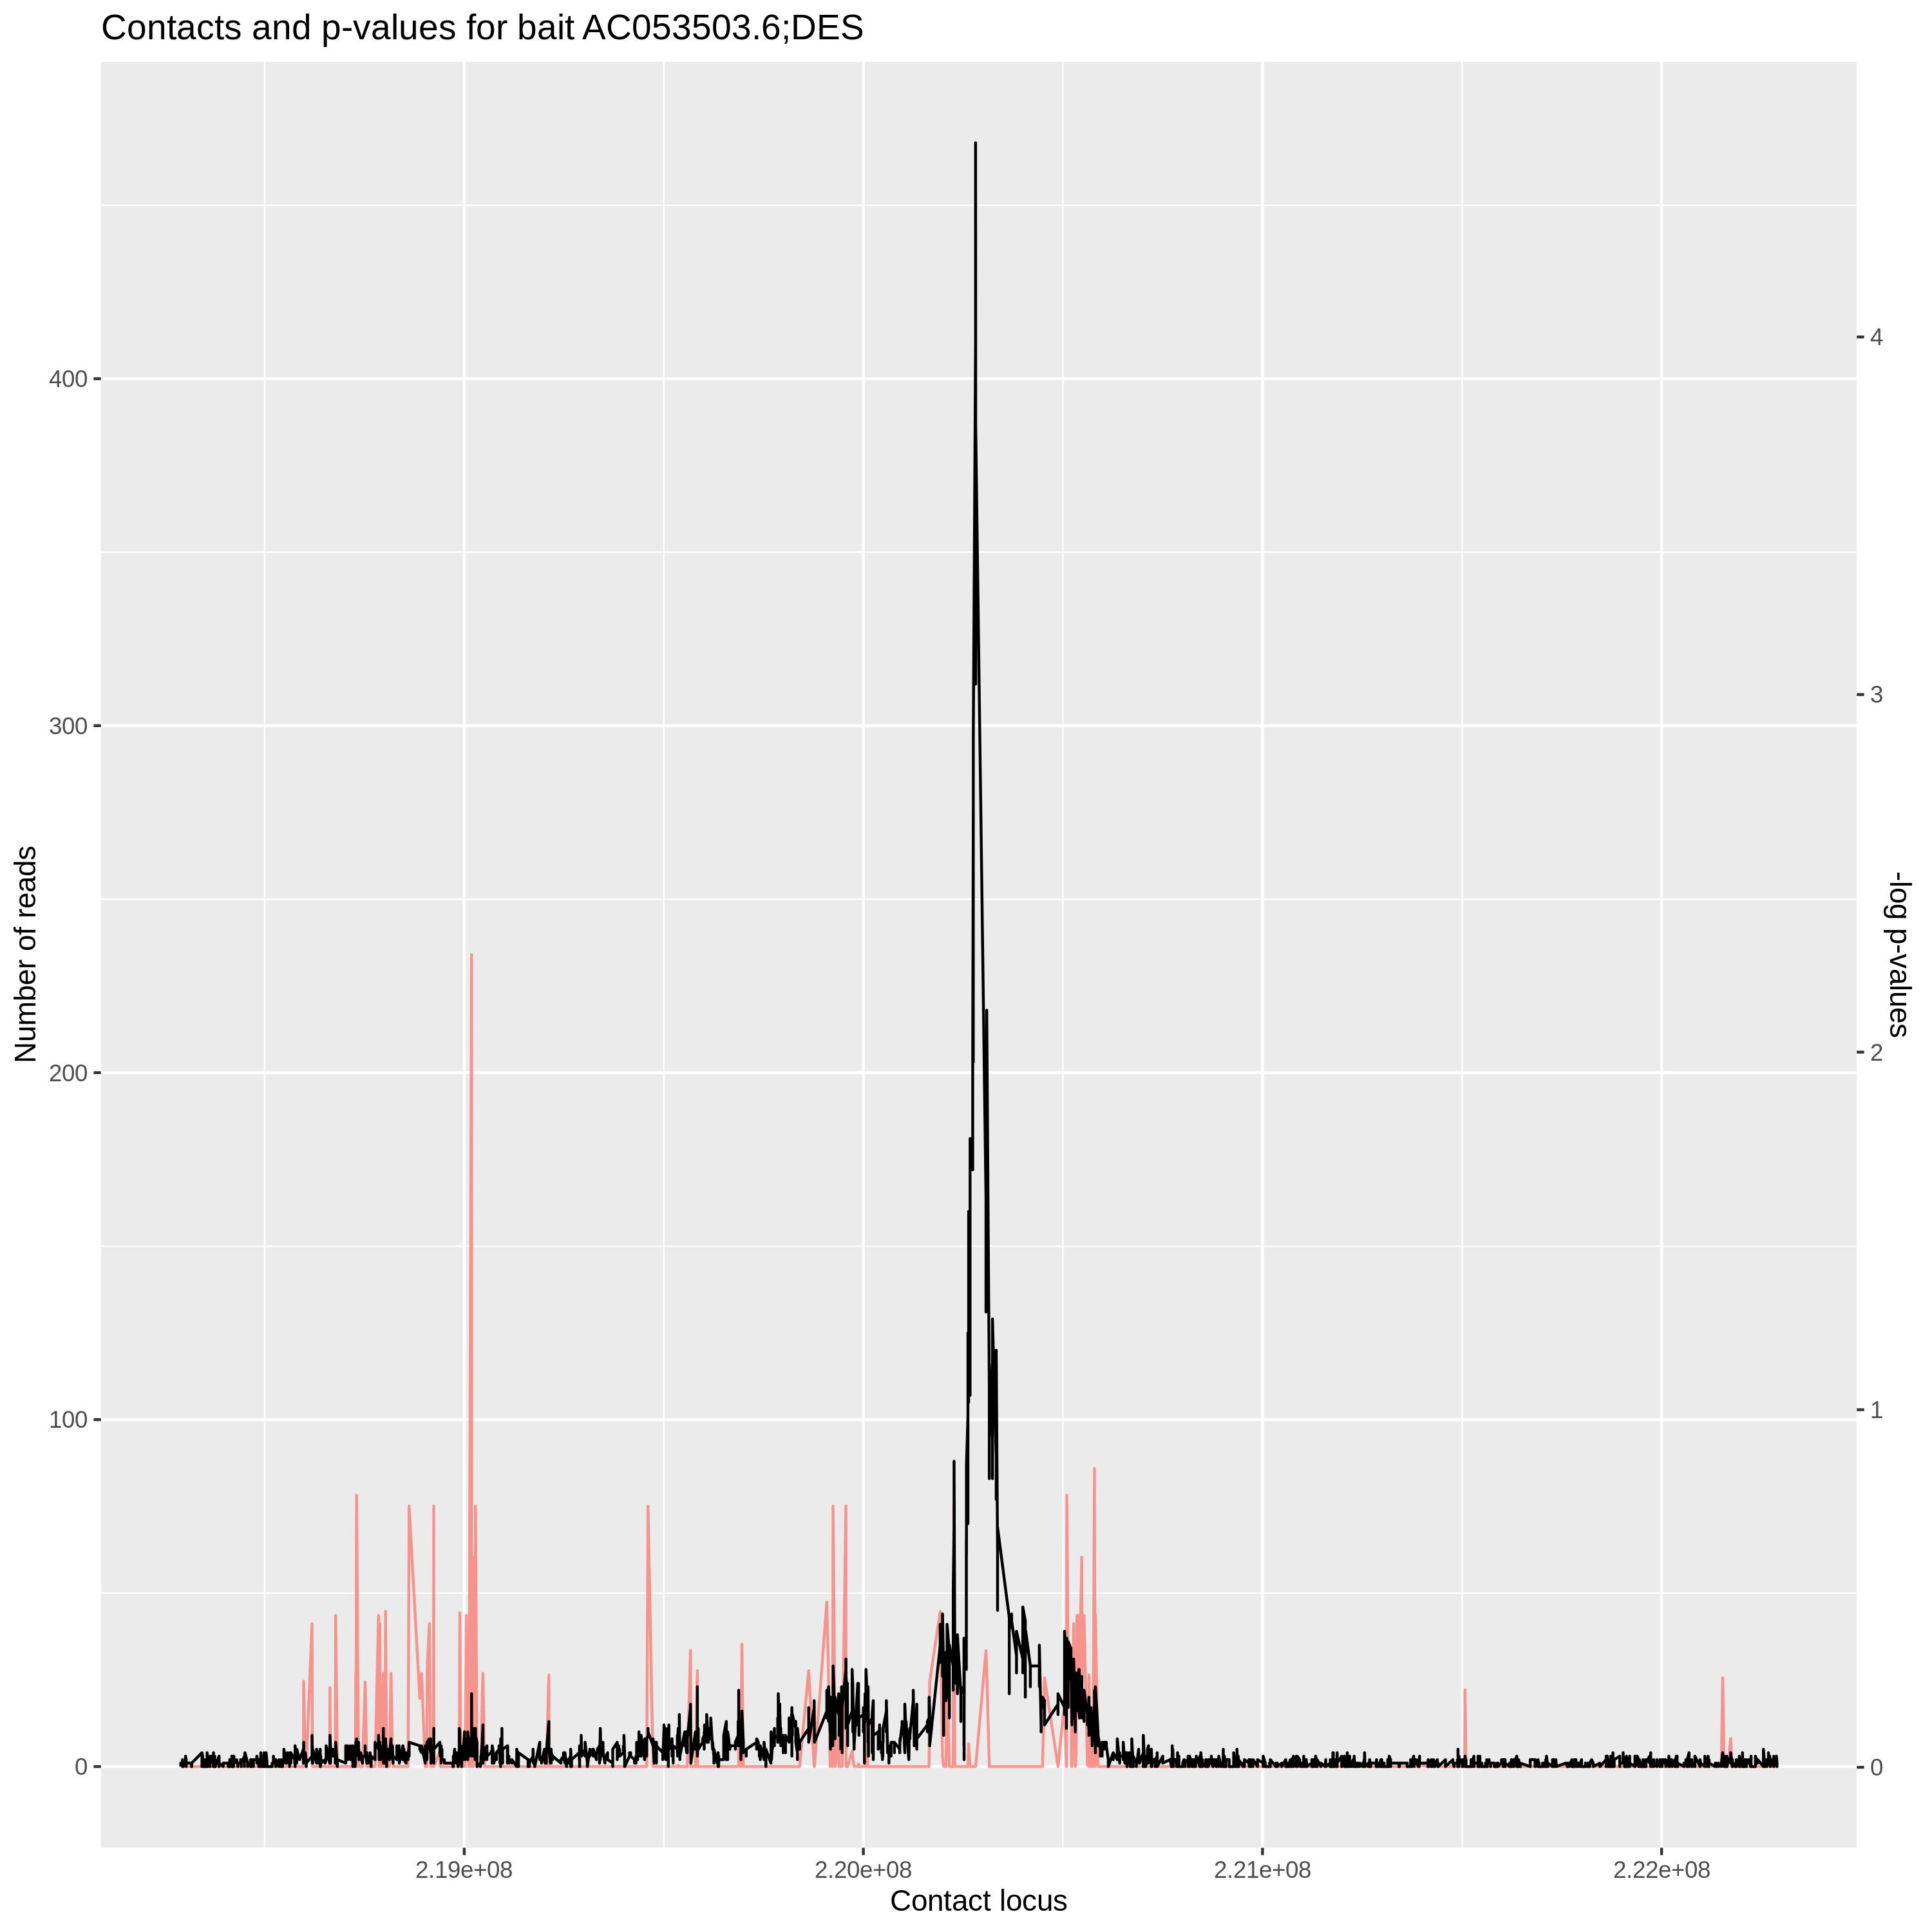 Contacts and p-values for bait AC053503.6;DES
400
300
200
100
0
Number of reads
4
3
2
1
0
-log p-values
2.19e+08
2.20e+08
2.21e+08
2.22e+08
Contact locus